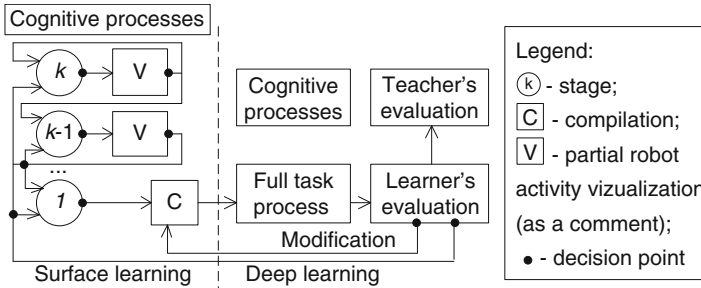 Cognitive processes
k
V
k-1
V
...
1
C
Surface learning
Cognitive
processes
Teacher's
evaluation
Full task
process
Learner's
evaluation
Modification
Deep learning
Legend:
k - stage;
C - compilation;
V - partial robot
activity vizualization
(as a comment);
● - decision point